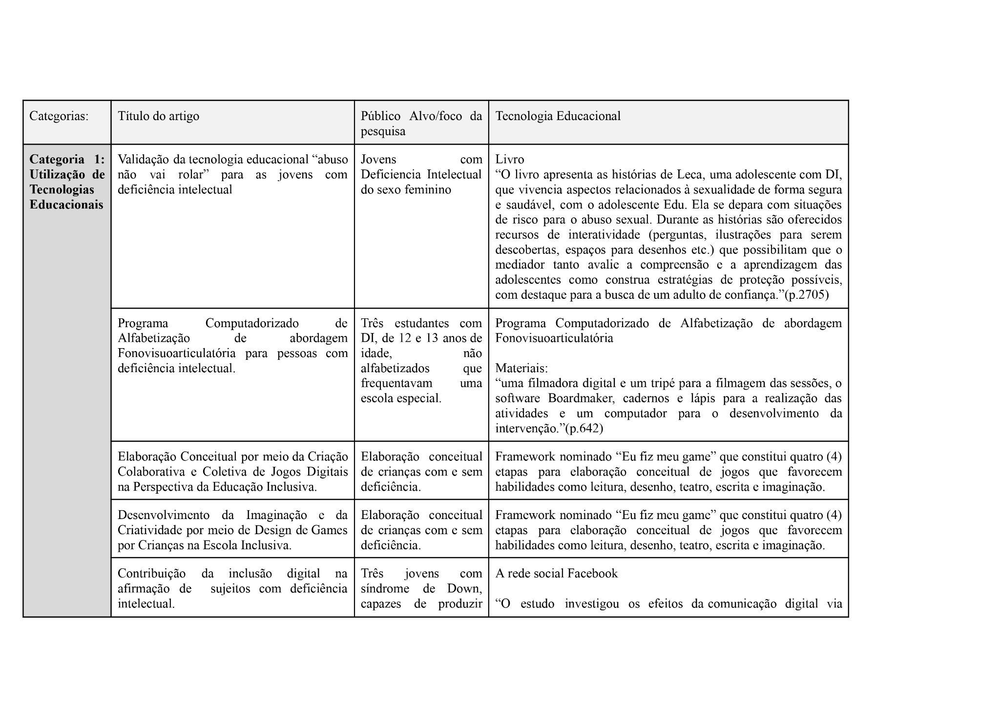 Categorias:
Título do artigo
Público Alvo/foco da
pesquisa
Tecnologia Educacional
Categoria 1:
Utilização de
Tecnologias
Educacionais
Validação da tecnologia educacional “abuso
não vai rolar” para as jovens com
deficiência intelectual
Jovens com
Deficiencia Intelectual
do sexo feminino
Livro
“O livro apresenta as histórias de Leca, uma adolescente com DI,
que vivencia aspectos relacionados à sexualidade de forma segura
e saudável, com o adolescente Edu. Ela se depara com situações
de risco para o abuso sexual. Durante as histórias são oferecidos
recursos de interatividade (perguntas, ilustrações para serem
descobertas, espaços para desenhos etc.) que possibilitam que o
mediador tanto avalie a compreensão e a aprendizagem das
adolescentes como construa estratégias de proteção possíveis,
com destaque para a busca de um adulto de confiança.”(p.2705)
Programa Computadorizado de
Alfabetização de abordagem
Fonovisuoarticulatória para pessoas com
deficiência intelectual.
Três estudantes com
DI, de 12 e 13 anos de
idade, não
alfabetizados que
frequentavam uma
escola especial.
Programa Computadorizado de Alfabetização de abordagem
Fonovisuoarticulatória
Materiais:
“uma filmadora digital e um tripé para a filmagem das sessões, o
software Boardmaker, cadernos e lápis para a realização das
atividades e um computador para o desenvolvimento da
intervenção.”(p.642)
Elaboração Conceitual por meio da Criação
Colaborativa e Coletiva de Jogos Digitais
na Perspectiva da Educação Inclusiva.
Elaboração conceitual
de crianças com e sem
deficiência.
Framework nominado “Eu fiz meu game” que constitui quatro (4)
etapas para elaboração conceitual de jogos que favorecem
habilidades como leitura, desenho, teatro, escrita e imaginação.
Desenvolvimento da Imaginação e da
Criatividade por meio de Design de Games
por Crianças na Escola Inclusiva.
Elaboração conceitual
de crianças com e sem
deficiência.
Framework nominado “Eu fiz meu game” que constitui quatro (4)
etapas para elaboração conceitual de jogos que favorecem
habilidades como leitura, desenho, teatro, escrita e imaginação.
Contribuição da inclusão digital na
afirmação de sujeitos com deficiência
intelectual.
Três jovens com
síndrome de Down,
capazes de produzir
A rede social Facebook
“O estudo investigou os efeitos da comunicação digital via